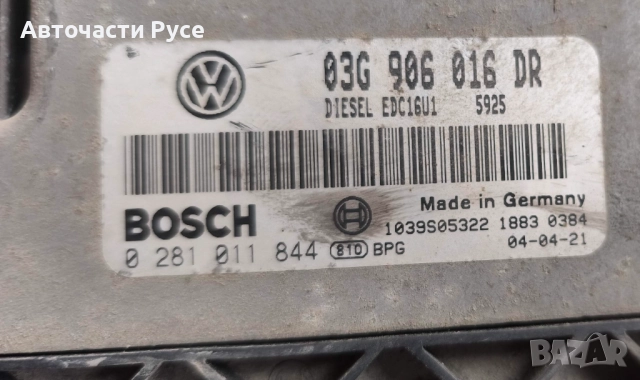 Авточасти Русе
03G 906 016 DR
DIESEL EDC16U1 5925
BOSCH
Made in Germany
1039S05322 1883 0384
0 281 011 844 810 BPG
04-04-21
BAZAR